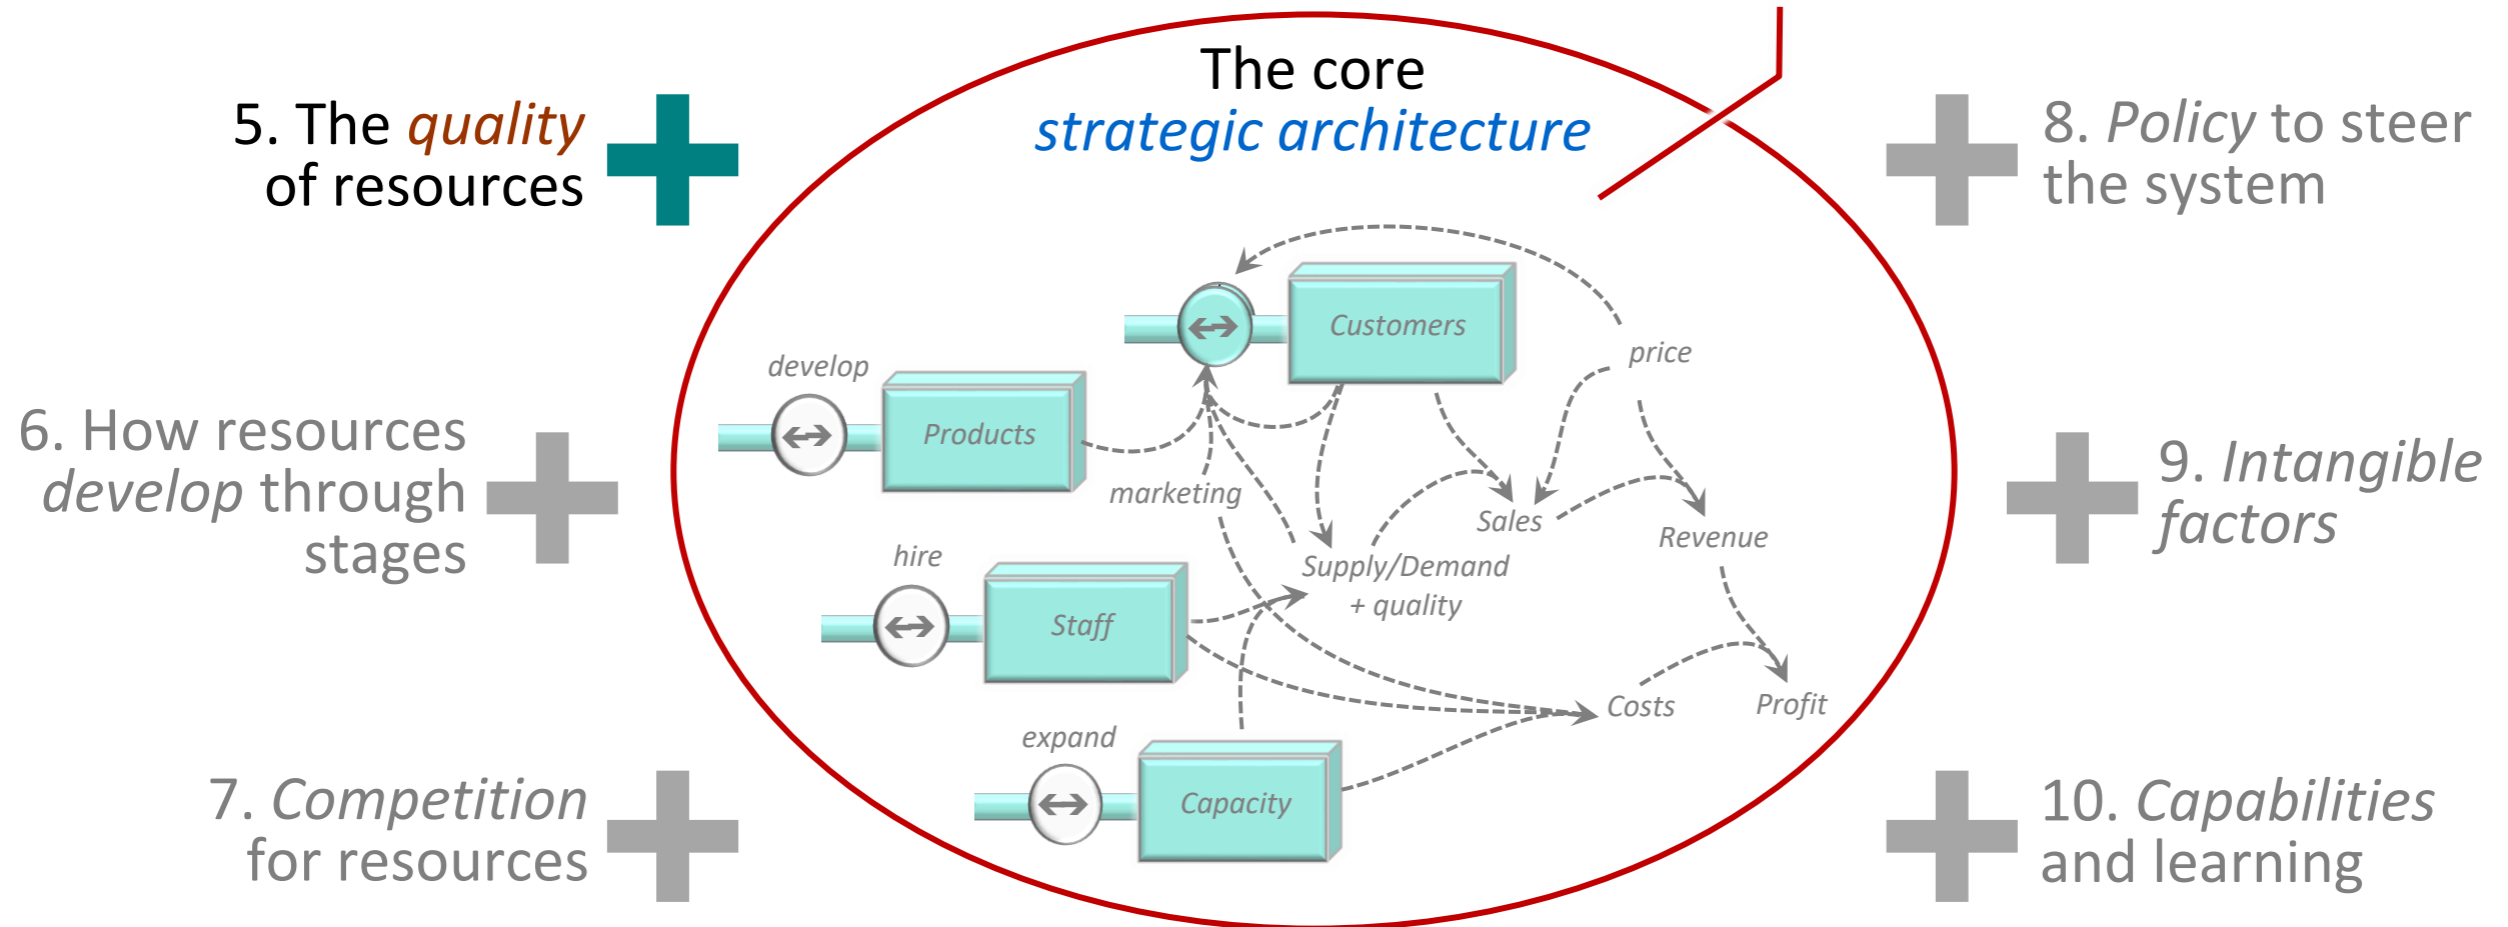 The core
strategic architecture
5. The quality
of resources
6. How resources
develop through
stages
7. Competition
for resources
8. Policy to steer
the system
9. Intangible
factors
10. Capabilities
and learning
Customers
price
develop
Products
marketing
Sales
Revenue
hire
Supply/Demand
+ quality
Staff
Costs
Profit
expand
Capacity